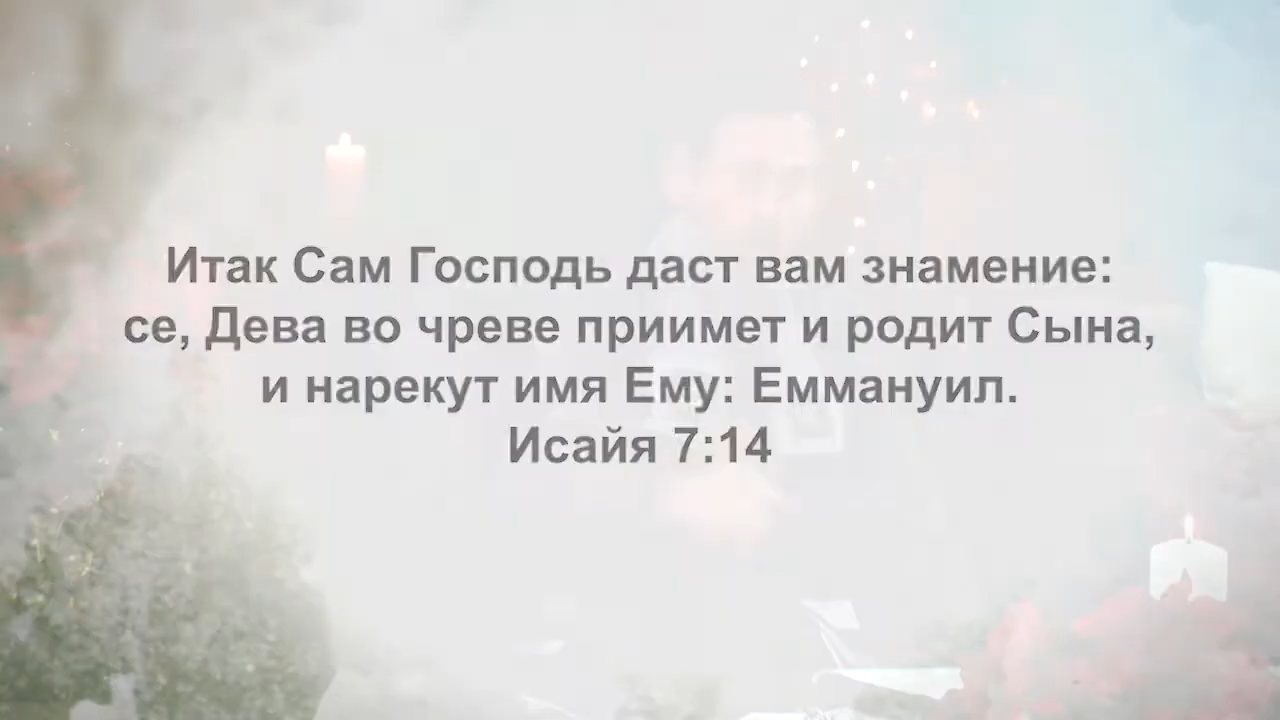 Итак Сам Господь даст вам знамение:
се, Дева во чреве приимет и родит Сына,
и нарекут имя Ему: Еммануил.
Исайя 7:14